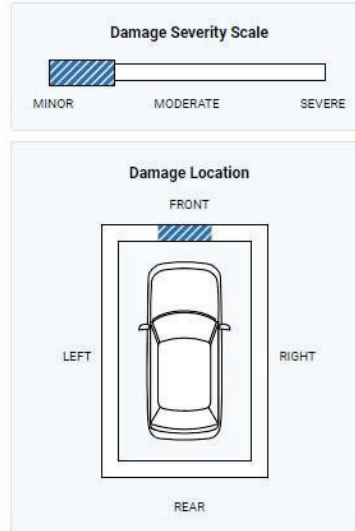 Damage Severity Scale
MINOR MODERATE SEVERE
Damage Location
FRONT
LEFT RIGHT
REAR